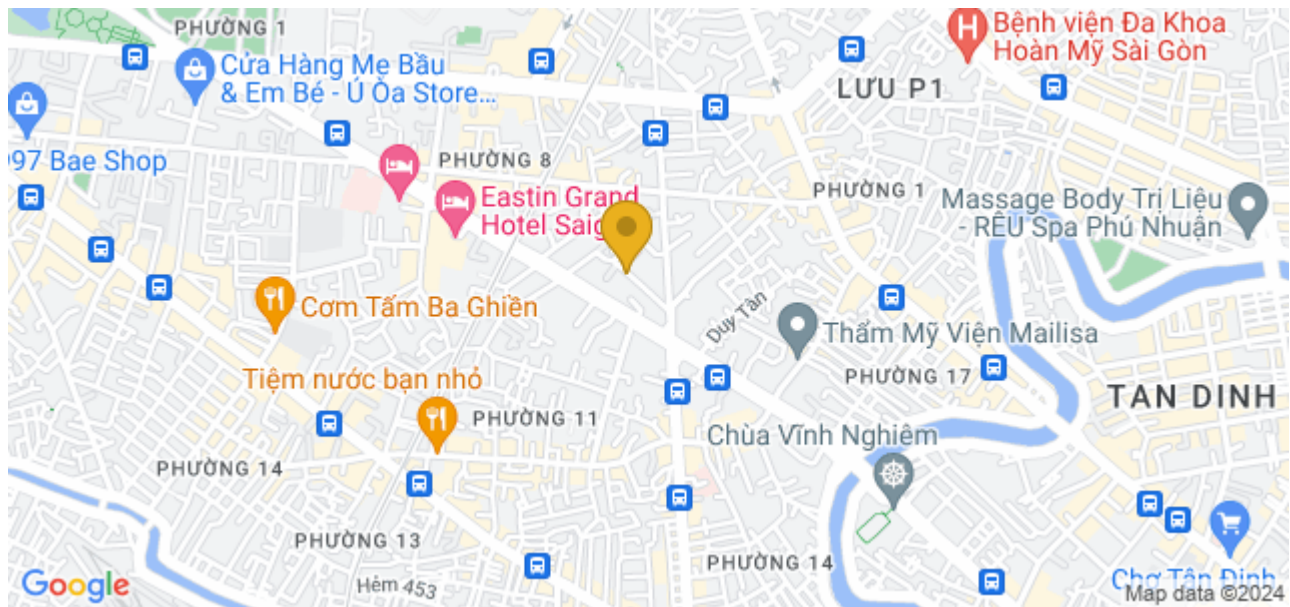 PHƯỜNG 1
Bệnh viện Đa Khoa
Hoàn Mỹ Sài Gòn
Cửa Hàng Mẹ Bầu
& Em Bé - Ú Òa Store...
LƯU P1
997 Bae Shop
PHƯỜNG 8
Eastin Grand
Hotel Saig
PHƯỜNG 1
Massage Body Trị Liệu
- RÊU Spa Phú Nhuận
Cơm Tấm Ba Ghiền
Duy Tân
Thẩm Mỹ Viện Mailisa
Tiệm nước bạn nhỏ
PHƯỜNG 17
TAN DINH
PHƯỜNG 11
Chùa Vĩnh Nghiêm
PHƯỜNG 14
PHƯỜNG 13
PHƯỜNG 14
Hẻm 453
Chợ Tân Định
Google
Map data ©2024